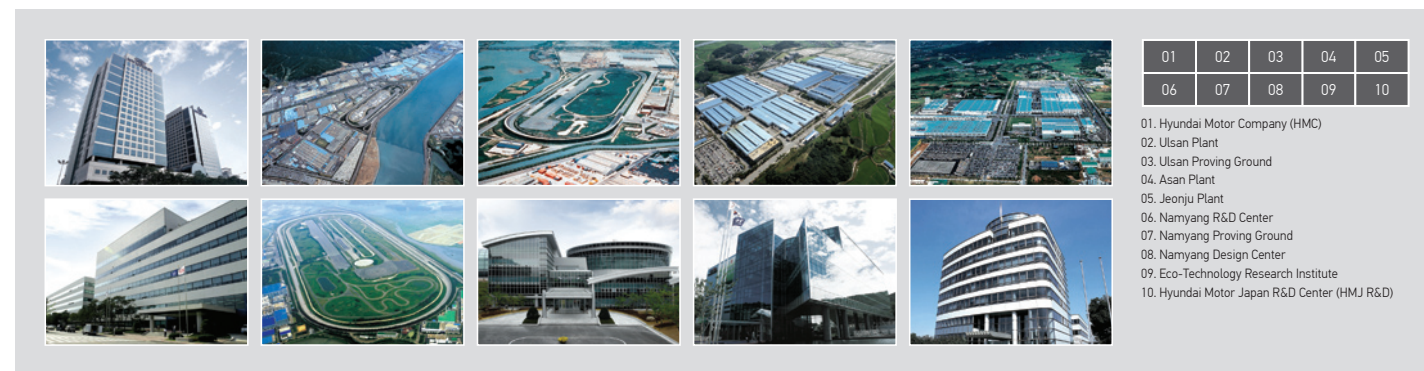 01 02 03 04 05
06 07 08 09 10
01. Hyundai Motor Company (HMC)
02. Ulsan Plant
03. Ulsan Proving Ground
04. Asan Plant
05. Jeonju Plant
06. Namyang R&D Center
07. Namyang Proving Ground
08. Namyang Design Center
09. Eco-Technology Research Institute
10. Hyundai Motor Japan R&D Center (HMJ R&D)